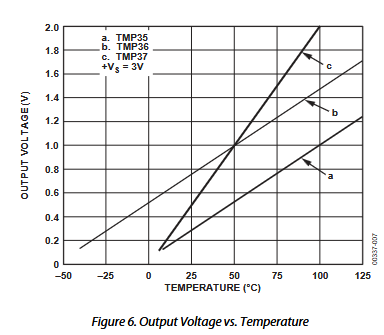 2.0
1.8
1.6
1.4
1.2
1.0
0.8
0.6
0.4
0.2
0
OUTPUT VOLTAGE (V)
a. TMP35
b. TMP36
c. TMP37
+VS = 3V
c
b
a
–50 –25 0 25 50 75 100 125
TEMPERATURE (°C)
00337-007
Figure 6. Output Voltage vs. Temperature